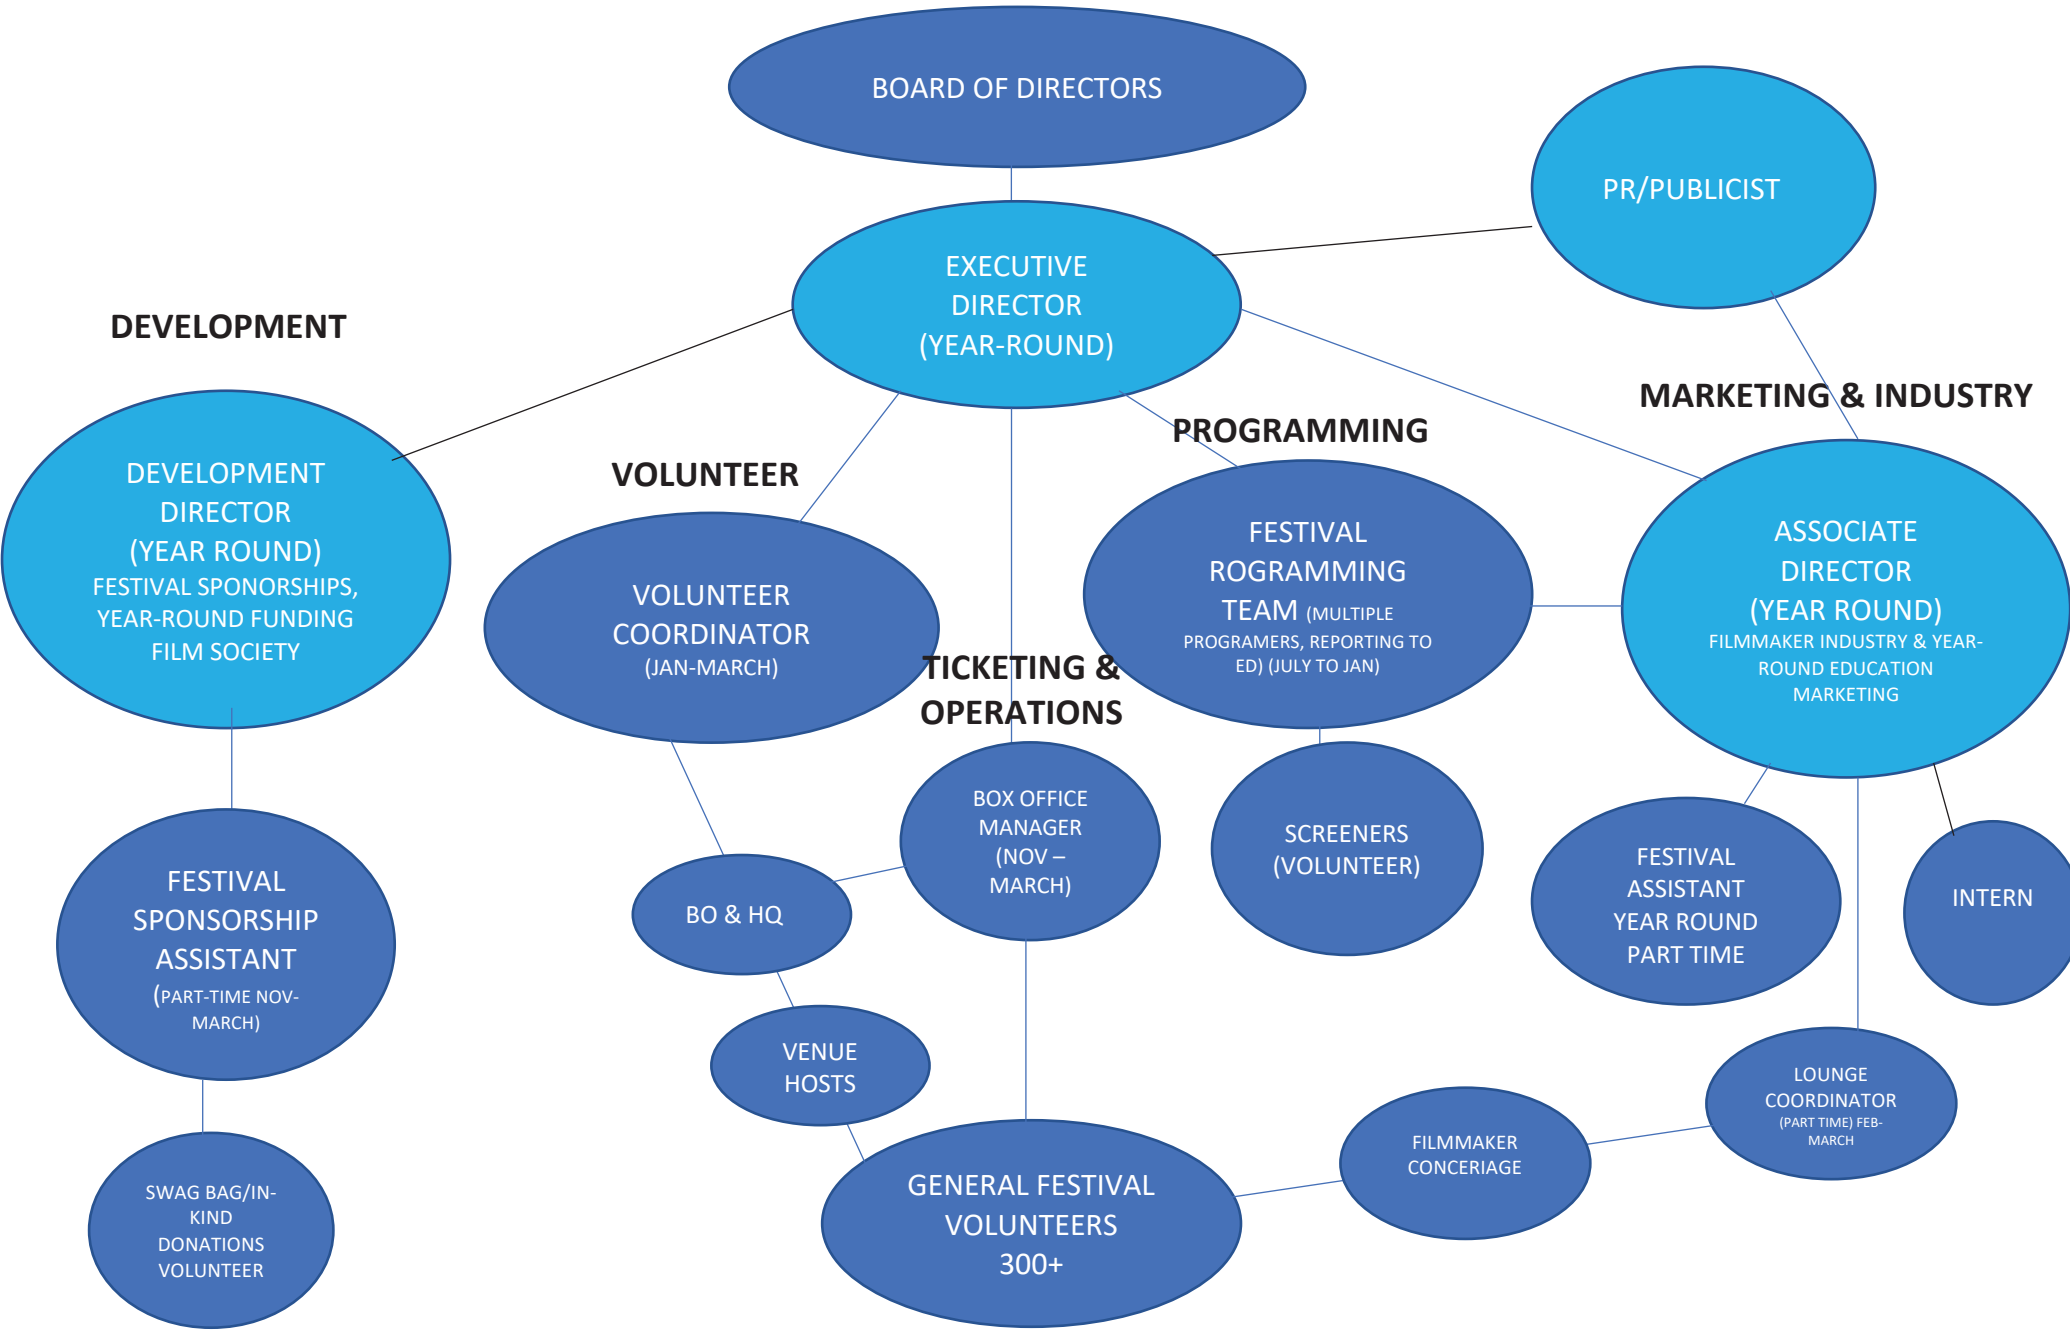 BOARD OF DIRECTORS
PR/PUBLICIST
EXECUTIVE
DIRECTOR
(YEAR-ROUND)
DEVELOPMENT
DEVELOPMENT
DIRECTOR
(YEAR ROUND)
FESTIVAL SPONORSHIPS,
YEAR-ROUND FUNDING
FILM SOCIETY
VOLUNTEER
VOLUNTEER
COORDINATOR
(JAN-MARCH)
PROGRAMMING
FESTIVAL
ROGRAMMING
TEAM (MULTIPLE
PROGRAMERS, REPORTING TO
ED) (JULY TO JAN)
MARKETING & INDUSTRY
ASSOCIATE
DIRECTOR
(YEAR ROUND)
FILMMAKER INDUSTRY & YEAR-
ROUND EDUCATION
MARKETING
TICKETING &
OPERATIONS
BOX OFFICE
MANAGER
(NOV –
MARCH)
SCREENERS
(VOLUNTEER)
FESTIVAL
ASSISTANT
YEAR ROUND
PART TIME
INTERN
FESTIVAL
SPONSORSHIP
ASSISTANT
(PART-TIME NOV-
MARCH)
BO & HQ
VENUE
HOSTS
LOUNGE
COORDINATOR
(PART TIME) FEB-
MARCH
FILMMAKER
CONCERIAGE
GENERAL FESTIVAL
VOLUNTEERS
300+
SWAG BAG/IN-
KIND
DONATIONS
VOLUNTEER